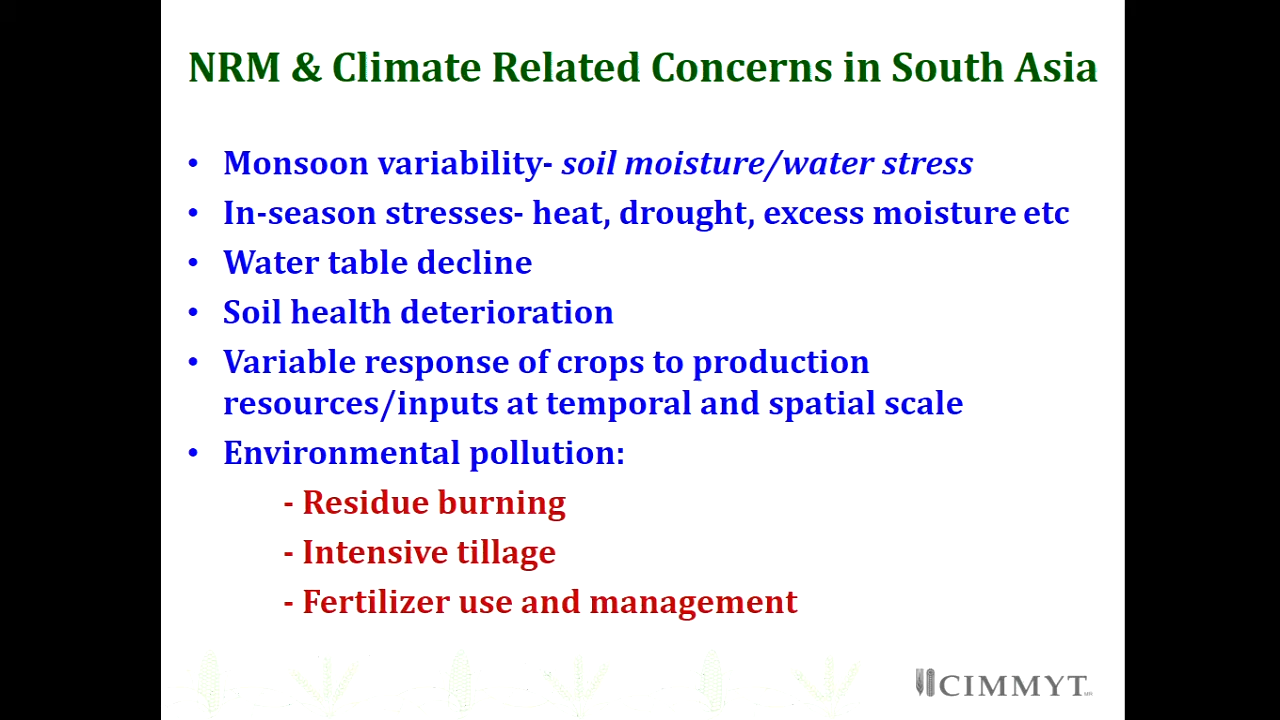 NRM & Climate Related Concerns in South Asia
• Monsoon variability- soil moisture/water stress
• In-season stresses- heat, drought, excess moisture etc
• Water table decline
• Soil health deterioration
• Variable response of crops to production
resources/inputs at temporal and spatial scale
• Environmental pollution:
- Residue burning
- Intensive tillage
- Fertilizer use and management
CIMMYT